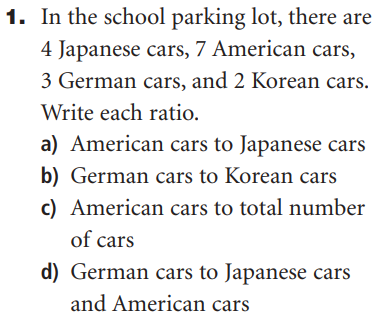 1. In the school parking lot, there are
4 Japanese cars, 7 American cars,
3 German cars, and 2 Korean cars.
Write each ratio.
a) American cars to Japanese cars
b) German cars to Korean cars
c) American cars to total number
of cars
d) German cars to Japanese cars
and American cars